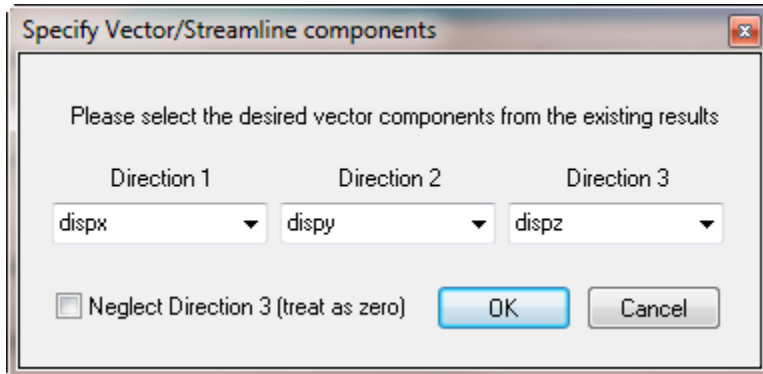 Specify Vector/Streamline components
Please select the desired vector components from the existing results
Direction 1 Direction 2 Direction 3
dispx dispy dispz
Neglect Direction 3 (treat as zero) OK Cancel